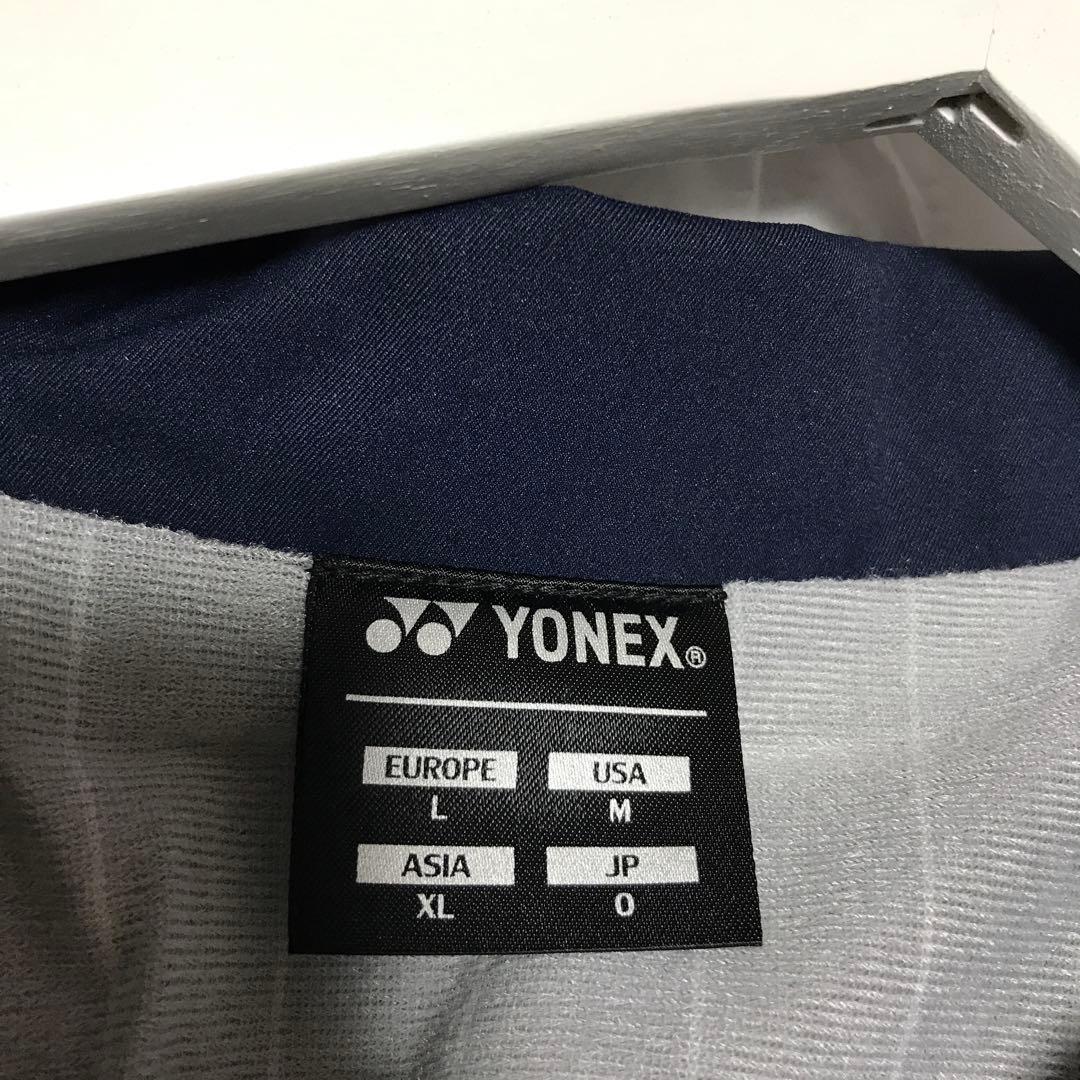 YONEX®
EUROPE USA
L M
ASIA JP
XL O